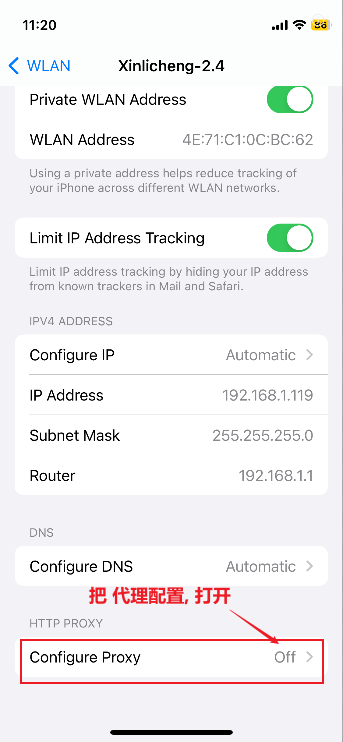 11:20
86
WLAN
Xinlicheng-2.4
Private WLAN Address
WLAN Address 4E:71:C1:0C:BC:62
Using a private address helps reduce tracking of
your iPhone across different WLAN networks.
Limit IP Address Tracking
Limit IP address tracking by hiding your IP address
from known trackers in Mail and Safari.
IPV4 ADDRESS
Configure IP Automatic
IP Address 192.168.1.119
Subnet Mask 255.255.255.0
Router 192.168.1.1
DNS
Configure DNS Automatic
把 代理配置, 打开
HTTP PROXY
Configure Proxy Off